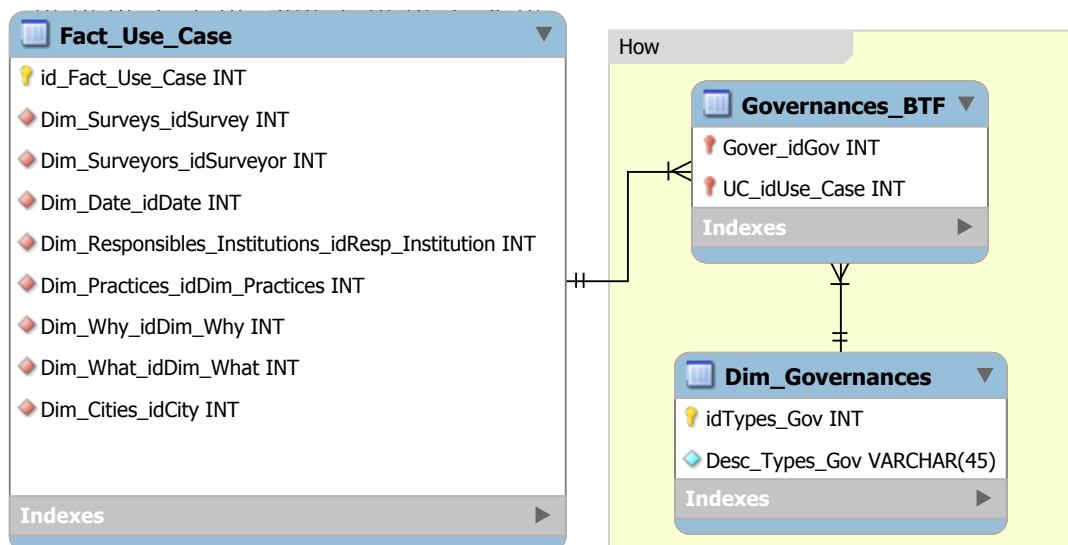 Fact_Use_Case
id_Fact_Use_Case INT
Dim_Surveys_idSurvey INT
Dim_Surveyors_idSurveyor INT
Dim_Date_idDate INT
Dim_Responsibles_Institutions_idResp_Institution INT
Dim_Practices_idDim_Practices INT
Dim_Why_idDim_Why INT
Dim_What_idDim_What INT
Dim_Cities_idCity INT
Indexes
How
Governances_BTF
Gover_idGov INT
UC_idUse_Case INT
Indexes
Dim_Governances
idTypes_Gov INT
Desc_Types_Gov VARCHAR(45)
Indexes